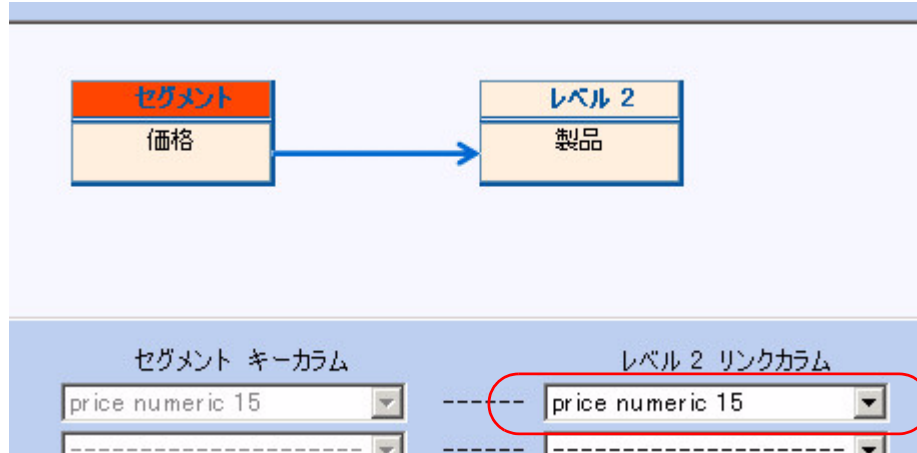 セグメント
レベル 2
価格
製品
セグメント キーカラム
レベル 2 リンクカラム
price numeric 15
------
price numeric 15
---------------------
------
---------------------